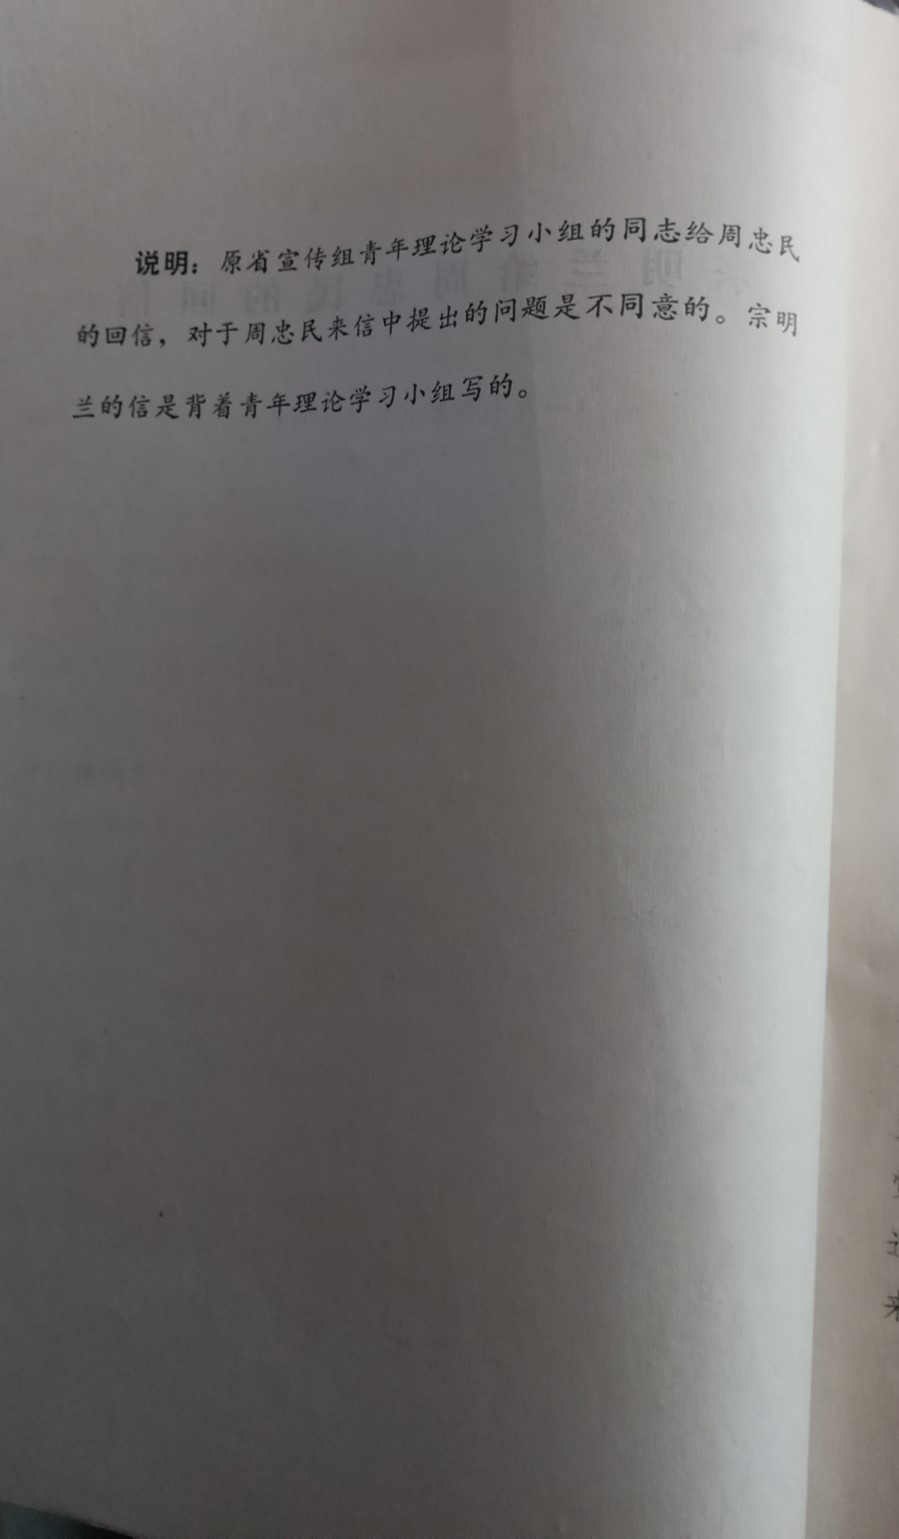 说明：原省宣传组青年理论学习小组的同志给周忠民
的回信，对于周忠民来信中提出的问题是不同意的。宗明
兰的信是背着青年理论学习小组写的。